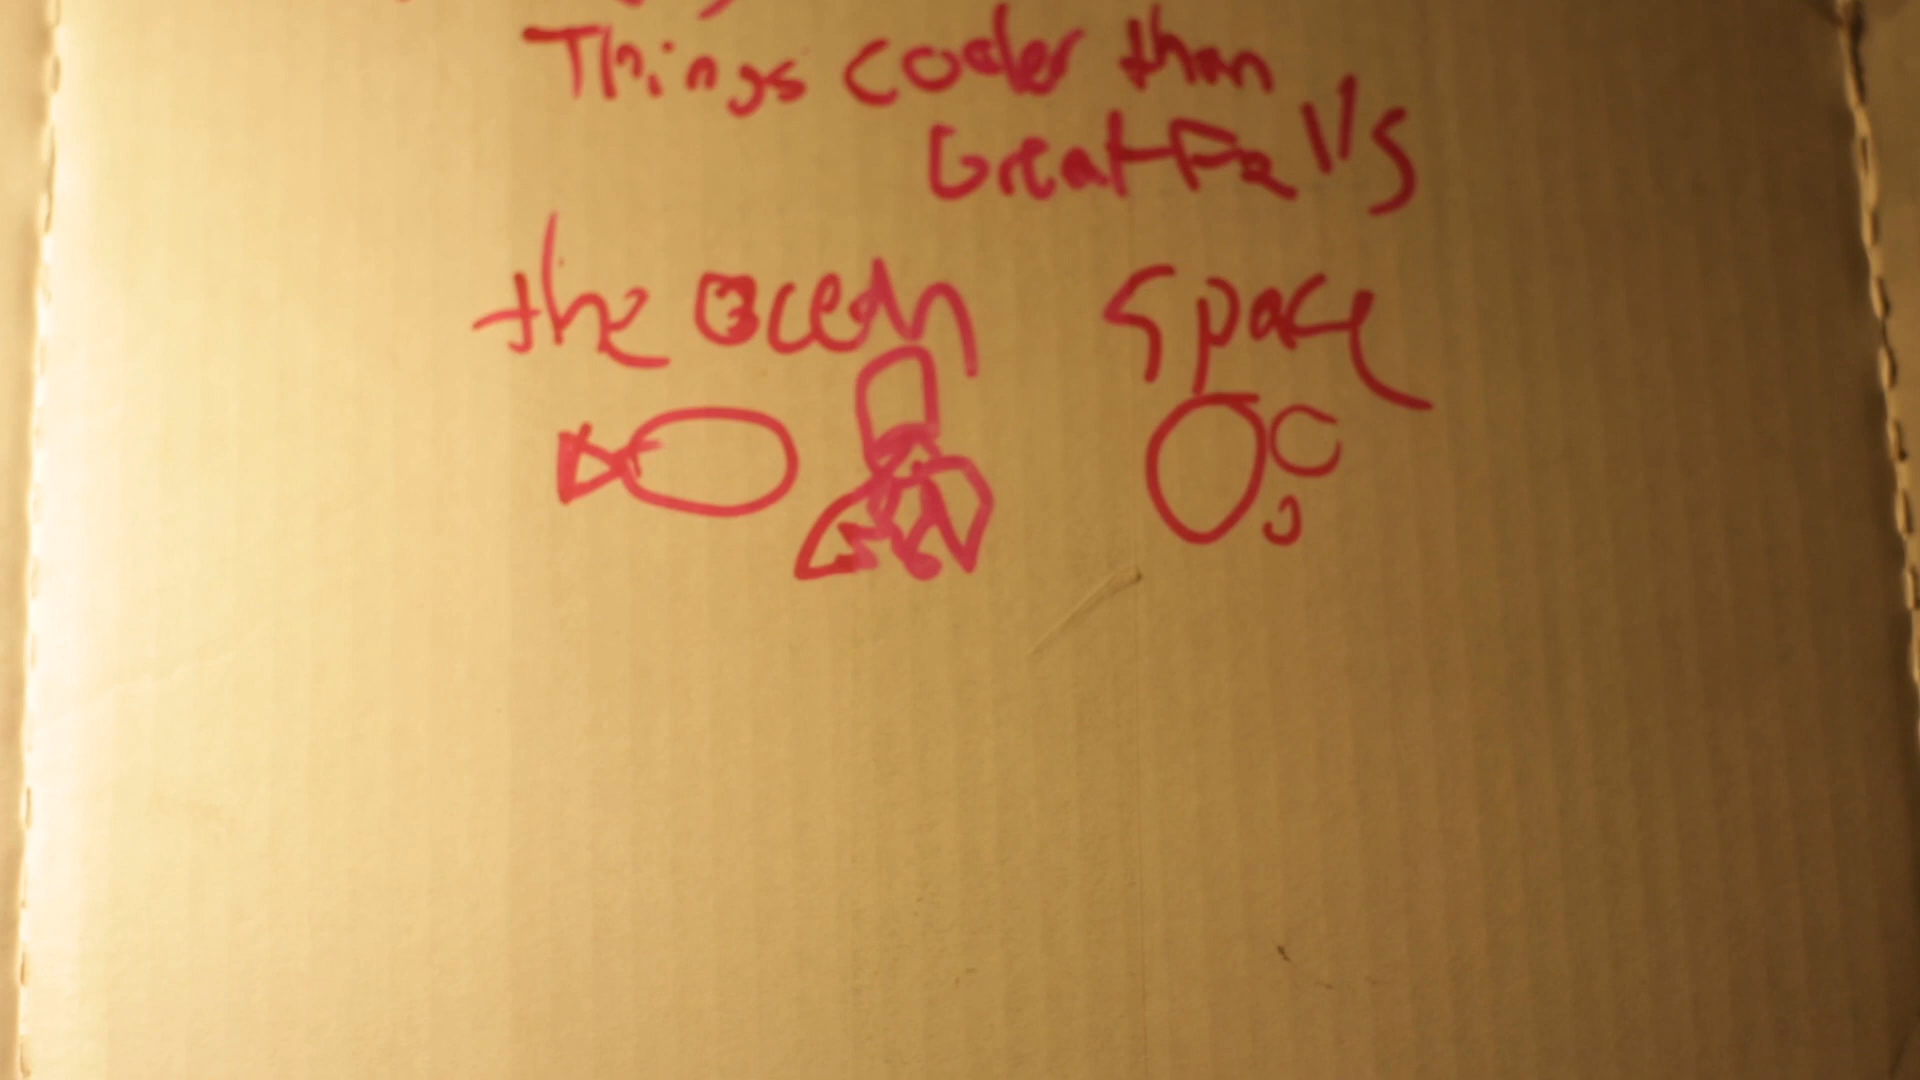 Things cooler than
Great Falls
the ocean space